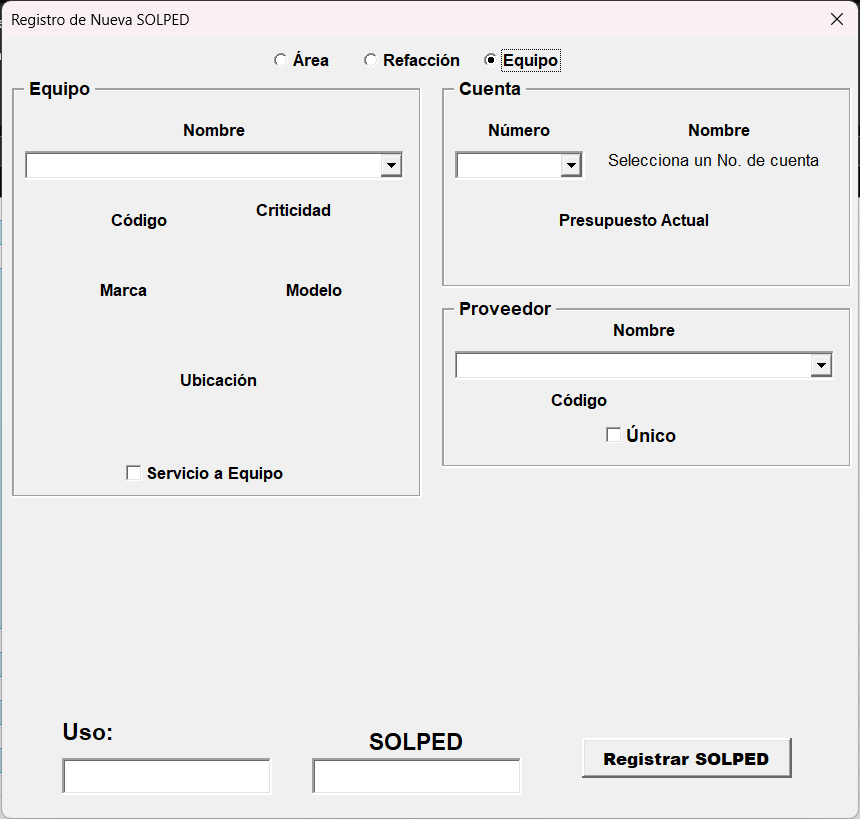 Registro de Nueva SOLPED
Área Refacción Equipo
Equipo
Nombre
Código
Criticidad
Marca Modelo
Ubicación
Servicio a Equipo
Cuenta
Número Nombre
Selecciona un No. de cuenta
Presupuesto Actual
Proveedor
Nombre
Código
Único
Uso:
SOLPED
Registrar SOLPED